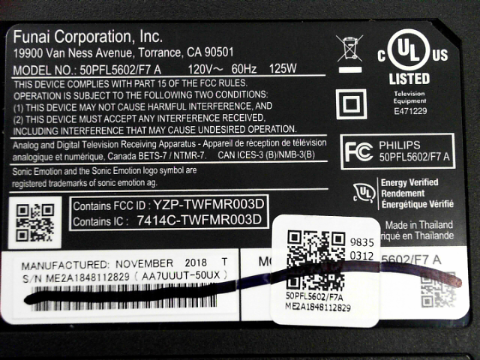 Funai Corporation, Inc.
19900 Van Ness Avenue, Torrance, CA 90501
MODEL NO.: 50PFL5602/F7 A 120V~ 60Hz 125W
THIS DEVICE COMPLIES WITH PART 15 OF THE FCC RULES.
OPERATION IS SUBJECT TO THE FOLLOWING TWO CONDITIONS:
(1) THIS DEVICE MAY NOT CAUSE HARMFUL INTERFERENCE, AND
(2) THIS DEVICE MUST ACCEPT ANY INTERFERENCE RECEIVED,
INCLUDING INTERFERENCE THAT MAY CAUSE UNDESIRED OPERATION.
Analog and Digital Television Receiving Apparatus - Appareil de réception de télévision
analogique et numérique, Canada BETS-7 / NTMR-7. CAN ICES-3 (B)/NMB-3(B)
Sonic Emotion and the Sonic Emotion logo symbol are
registered trademarks of sonic emotion ag.
Contains FCC ID: YZP-TWFMR003D
Contains IC : 7414C-TWFMR003D
C UL US
LISTED
Television
Equipment
E471229
FC PHILIPS
50PFL5602/F7 A
UL
Energy Verified
Rendement
Énergétique Vérifié
Made in Thailand
Fabriqué en Thaïlande
MANUFACTURED: NOVEMBER 2018 T
S/N ME2A1848112829 ( AA7UUUT-50UX )
MO
L5602/F7 A
9835
0312
50PFL5602/F7A
ME2A1848112829